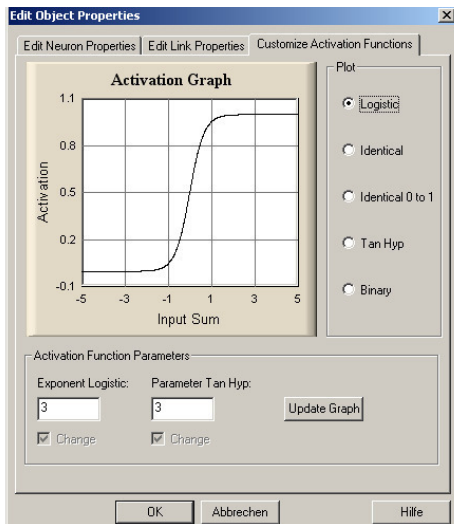 Edit Object Properties
Edit Neuron Properties
Edit Link Properties
Customize Activation Functions
Activation Graph
Activation
1.1
0.8
0.5
0.2
-0.1
-5 -3 -1 1 3 5
Input Sum
Plot
Logistic
Identical
Identical 0 to 1
Tan Hyp
Binary
Activation Function Parameters
Exponent Logistic: Parameter Tan Hyp:
3 3
Update Graph
Change Change
OK Abbrechen Hilfe